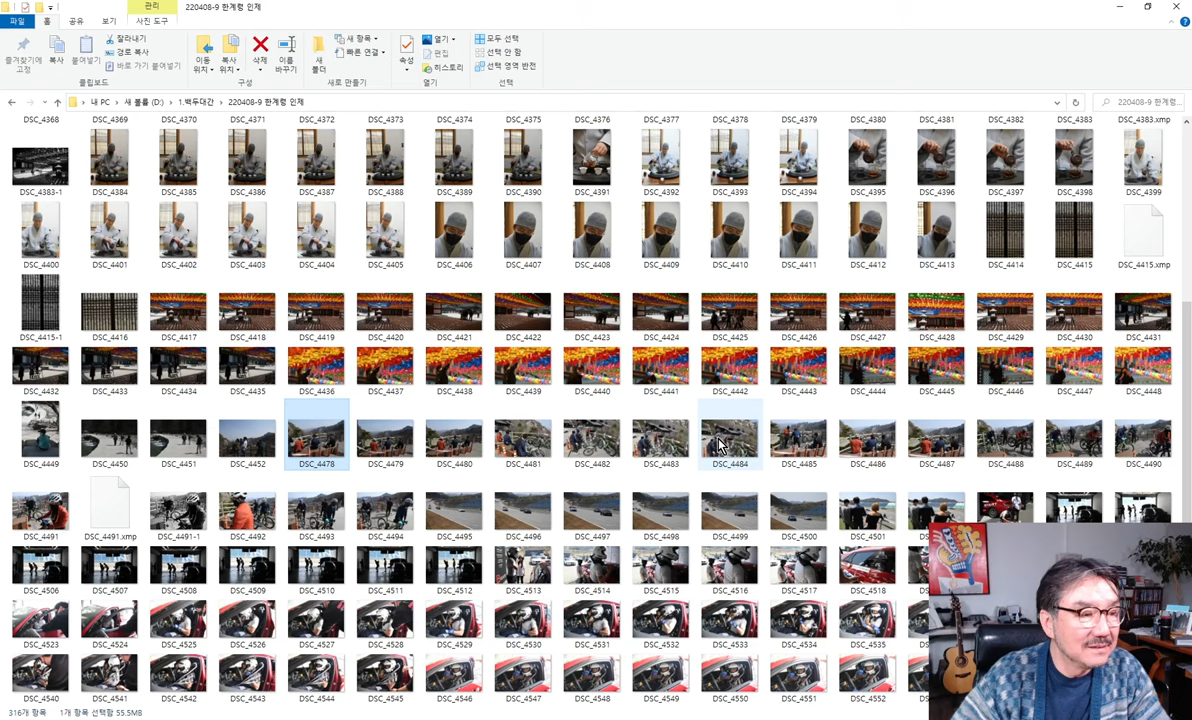 관리
220408-9 한계령 인제
파일
홈
공유
보기
사진 도구
즐겨찾기에 고정
복사
붙여넣기
잘라내기
경로 복사
바로 가기 붙여넣기
클립보드
이동 위치
복사 위치
삭제
이름 바꾸기
구성
새 폴더
새 항목
빠른 연결
새로 만들기
속성
열기
편집
히스토리
열기
모두 선택
선택 안 함
선택 영역 반전
선택
내 PC > 새 볼륨 (D:) > 1.백두대간 > 220408-9 한계령 인제
220408-9 한계령...
DSC_4368 DSC_4369 DSC_4370 DSC_4371 DSC_4372 DSC_4373 DSC_4374 DSC_4375 DSC_4376 DSC_4377 DSC_4378 DSC_4379 DSC_4380 DSC_4381 DSC_4382 DSC_4383 DSC_4383.xmp
DSC_4383-1 DSC_4384 DSC_4385 DSC_4386 DSC_4387 DSC_4388 DSC_4389 DSC_4390 DSC_4391 DSC_4392 DSC_4393 DSC_4394 DSC_4395 DSC_4396 DSC_4397 DSC_4398 DSC_4399
DSC_4400 DSC_4401 DSC_4402 DSC_4403 DSC_4404 DSC_4405 DSC_4406 DSC_4407 DSC_4408 DSC_4409 DSC_4410 DSC_4411 DSC_4412 DSC_4413 DSC_4414 DSC_4415 DSC_4415.xmp
DSC_4415-1 DSC_4416 DSC_4417 DSC_4418 DSC_4419 DSC_4420 DSC_4421 DSC_4422 DSC_4423 DSC_4424 DSC_4425 DSC_4426 DSC_4427 DSC_4428 DSC_4429 DSC_4430 DSC_4431
DSC_4432 DSC_4433 DSC_4434 DSC_4435 DSC_4436 DSC_4437 DSC_4438 DSC_4439 DSC_4440 DSC_4441 DSC_4442 DSC_4443 DSC_4444 DSC_4445 DSC_4446 DSC_4447 DSC_4448
DSC_4449 DSC_4450 DSC_4451 DSC_4452 DSC_4478 DSC_4479 DSC_4480 DSC_4481 DSC_4482 DSC_4483 DSC_4484 DSC_4485 DSC_4486 DSC_4487 DSC_4488 DSC_4489 DSC_4490
DSC_4491 DSC_4491.xmp DSC_4491-1 DSC_4492 DSC_4493 DSC_4494 DSC_4495 DSC_4496 DSC_4497 DSC_4498 DSC_4499 DSC_4500 DSC_4501
DSC_4506 DSC_4507 DSC_4508 DSC_4509 DSC_4510 DSC_4511 DSC_4512 DSC_4513 DSC_4514 DSC_4515 DSC_4516 DSC_4517 DSC_4518
DSC_4523 DSC_4524 DSC_4525 DSC_4526 DSC_4527 DSC_4528 DSC_4529 DSC_4530 DSC_4531 DSC_4532 DSC_4533 DSC_4534 DSC_4535
DSC_4540 DSC_4541 DSC_4542 DSC_4543 DSC_4544 DSC_4545 DSC_4546 DSC_4547 DSC_4548 DSC_4549 DSC_4550 DSC_4551 DSC_4552
316개 항목 1개 항목 선택함 55.5MB